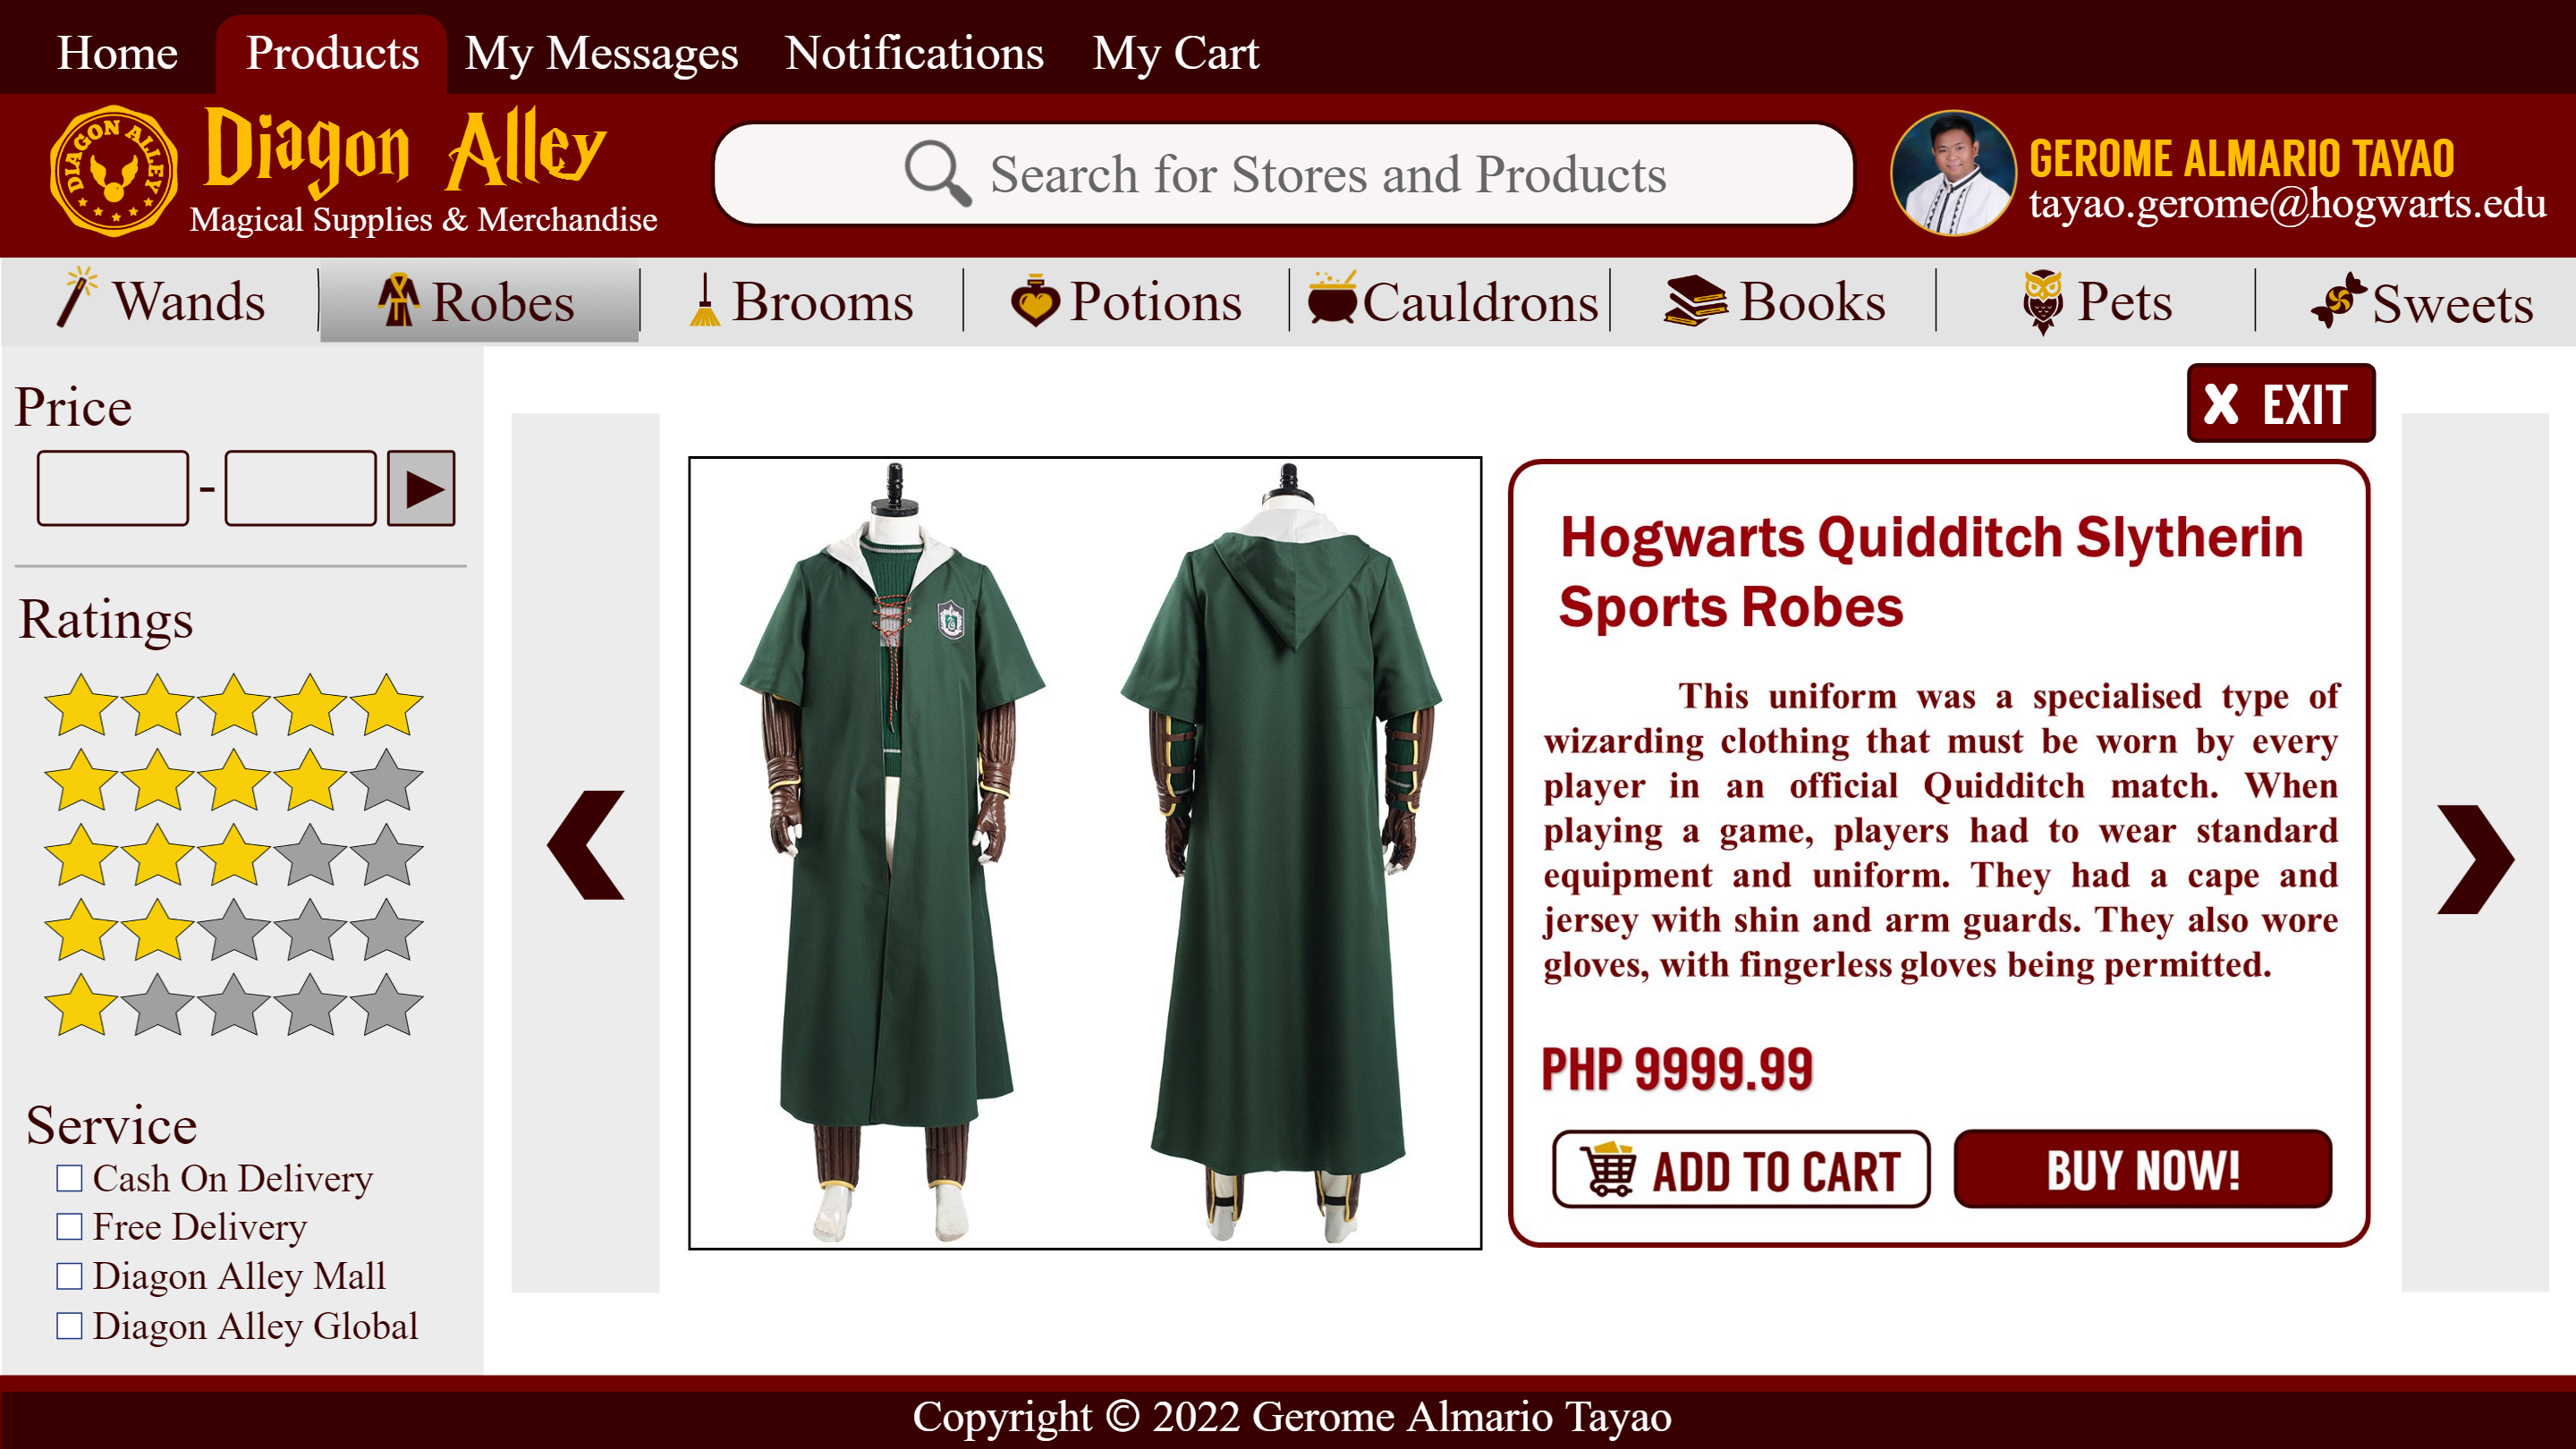 Home Products My Messages Notifications My Cart
DIAGON ALLEY
Diagon Alley
Magical Supplies & Merchandise
Search for Stores and Products
GEROME ALMARIO TAYAO
tayao.gerome@hogwarts.edu
Wands Robes Brooms Potions Cauldrons Books Pets Sweets
Price
-
Ratings
Service
Cash On Delivery
Free Delivery
Diagon Alley Mall
Diagon Alley Global
X EXIT
Hogwarts Quidditch Slytherin
Sports Robes
This uniform was a specialised type of
wizarding clothing that must be worn by every
player in an official Quidditch match. When
playing a game, players had to wear standard
equipment and uniform. They had a cape and
jersey with shin and arm guards. They also wore
gloves, with fingerless gloves being permitted.
PHP 9999.99
ADD TO CART
BUY NOW!
Copyright © 2022 Gerome Almario Tayao